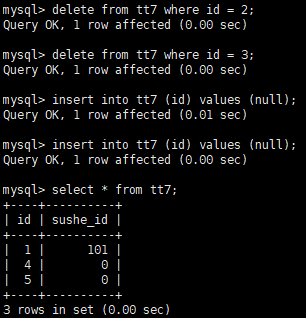 mysql> delete from tt7 where id = 2;
Query OK, 1 row affected (0.00 sec)
mysql> delete from tt7 where id = 3;
Query OK, 1 row affected (0.00 sec)
mysql> insert into tt7 (id) values (null);
Query OK, 1 row affected (0.01 sec)
mysql> insert into tt7 (id) values (null);
Query OK, 1 row affected (0.00 sec)
mysql> select * from tt7;
+----+----------+
| id | sushe_id |
+----+----------+
|  1 |      101 |
|  4 |        0 |
|  5 |        0 |
+----+----------+
3 rows in set (0.00 sec)